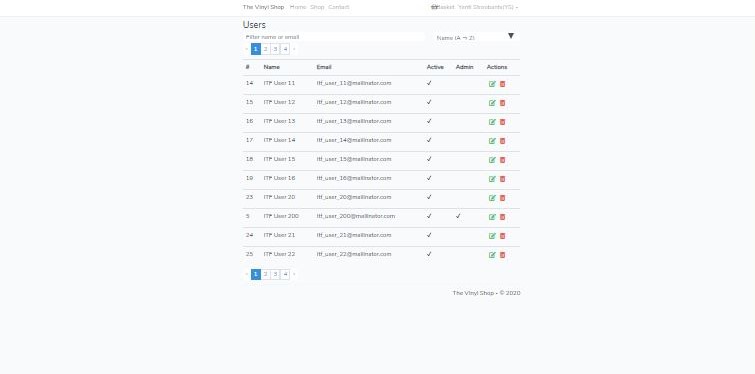 The Vinyl Shop Home Shop Contact Basket
Users
Filter name or email Name (A → Z)
‹ 1 2 3 4 ›
# Name Email Active Admin Actions
14 ITF User 11 itf_user_11@mailinator.com ✓
15 ITF User 12 itf_user_12@mailinator.com ✓
16 ITF User 13 itf_user_13@mailinator.com ✓
17 ITF User 14 itf_user_14@mailinator.com ✓
18 ITF User 15 itf_user_15@mailinator.com ✓
19 ITF User 16 itf_user_16@mailinator.com ✓
23 ITF User 20 itf_user_20@mailinator.com ✓
5 ITF User 200 itf_user_200@mailinator.com ✓ ✓
24 ITF User 21 itf_user_21@mailinator.com ✓
25 ITF User 22 itf_user_22@mailinator.com ✓
‹ 1 2 3 4 ›
The Vinyl Shop - © 2020